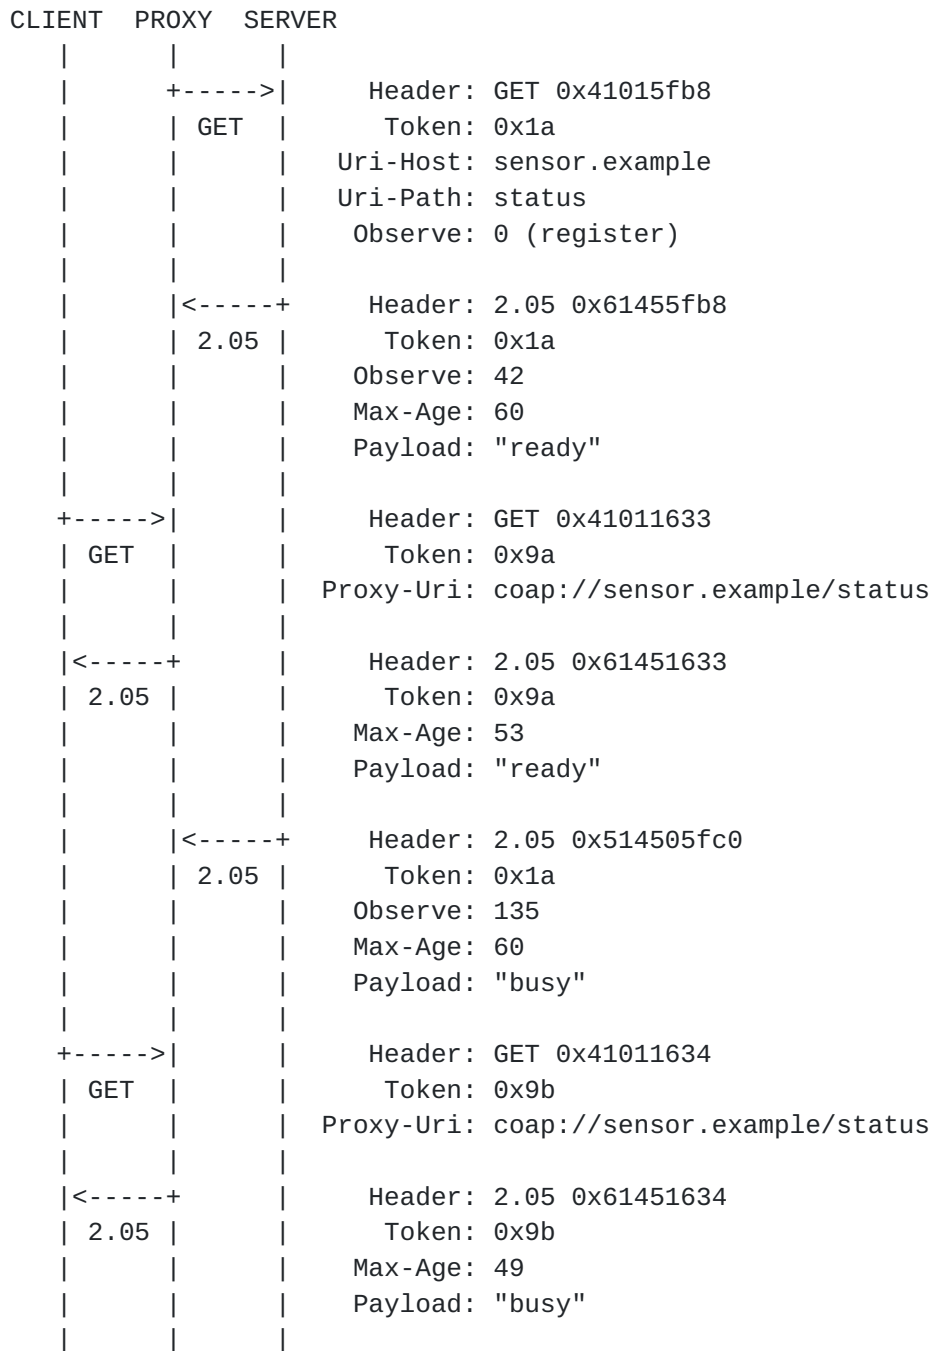 CLIENT  PROXY  SERVER
   |      |      |
   |      +----->|     Header: GET 0x41015fb8
   |      | GET  |      Token: 0x1a
   |      |      |   Uri-Host: sensor.example
   |      |      |   Uri-Path: status
   |      |      |    Observe: 0 (register)
   |      |      |
   |      |<-----+     Header: 2.05 0x61455fb8
   |      | 2.05 |      Token: 0x1a
   |      |      |    Observe: 42
   |      |      |    Max-Age: 60
   |      |      |    Payload: "ready"
   |      |      |
   +----->|      |     Header: GET 0x41011633
   | GET  |      |      Token: 0x9a
   |      |      |  Proxy-Uri: coap://sensor.example/status
   |      |      |
   |<-----+      |     Header: 2.05 0x61451633
   | 2.05 |      |      Token: 0x9a
   |      |      |    Max-Age: 53
   |      |      |    Payload: "ready"
   |      |      |
   |      |<-----+     Header: 2.05 0x514505fc0
   |      | 2.05 |      Token: 0x1a
   |      |      |    Observe: 135
   |      |      |    Max-Age: 60
   |      |      |    Payload: "busy"
   |      |      |
   +----->|      |     Header: GET 0x41011634
   | GET  |      |      Token: 0x9b
   |      |      |  Proxy-Uri: coap://sensor.example/status
   |      |      |
   |<-----+      |     Header: 2.05 0x61451634
   | 2.05 |      |      Token: 0x9b
   |      |      |    Max-Age: 49
   |      |      |    Payload: "busy"
   |      |      |